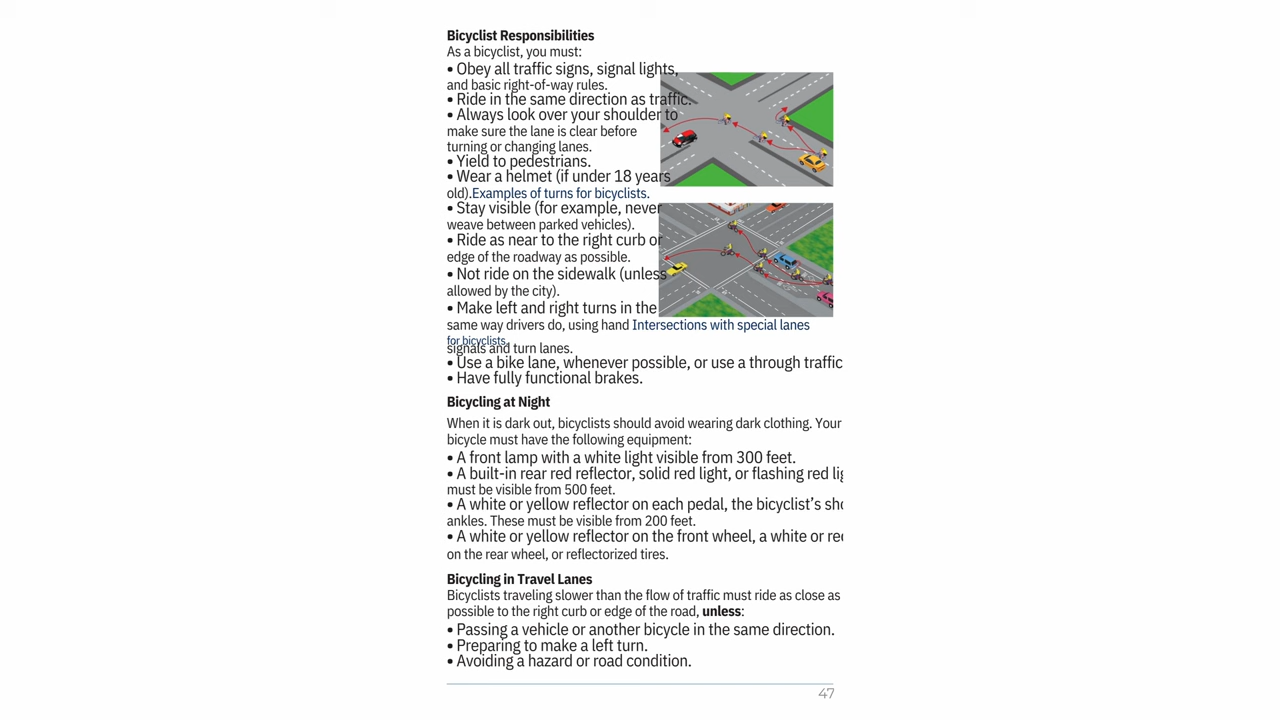 Bicyclist Responsibilities
As a bicyclist, you must:
• Obey all traffic signs, signal lights,
and basic right-of-way rules.
• Ride in the same direction as traffic.
• Always look over your shoulder to
make sure the lane is clear before
turning or changing lanes.
• Yield to pedestrians.
• Wear a helmet (if under 18 years
old).Examples of turns for bicyclists.
• Stay visible (for example, never
weave between parked vehicles).
• Ride as near to the right curb or
edge of the roadway as possible.
• Not ride on the sidewalk (unless
allowed by the city).
• Make left and right turns in the
same way drivers do, using hand Intersections with special lanes
for bicyclists.
signals and turn lanes.
• Use a bike lane, whenever possible, or use a through traffic
• Have fully functional brakes.
Bicycling at Night
When it is dark out, bicyclists should avoid wearing dark clothing. Your
bicycle must have the following equipment:
• A front lamp with a white light visible from 300 feet.
• A built-in rear red reflector, solid red light, or flashing red
must be visible from 500 feet.
• A white or yellow reflector on each pedal, the bicyclist’s
ankles. These must be visible from 200 feet.
• A white or yellow reflector on the front wheel, a white or
on the rear wheel, or reflectorized tires.
Bicycling in Travel Lanes
Bicyclists traveling slower than the flow of traffic must ride as close as
possible to the right curb or edge of the road, unless:
• Passing a vehicle or another bicycle in the same direction.
• Preparing to make a left turn.
• Avoiding a hazard or road condition.
47